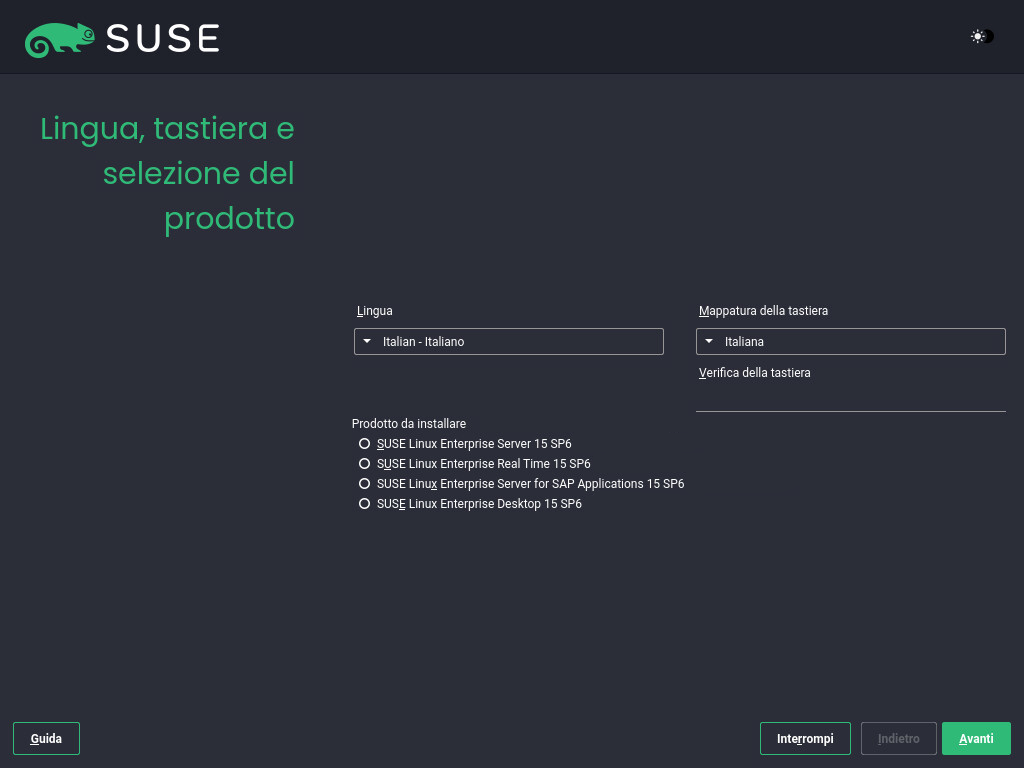 SUSE
Lingua, tastiera e
selezione del
prodotto
Lingua
Mappatura della tastiera
Italian - Italiano
Italiana
Verifica della tastiera
Prodotto da installare
SUSE Linux Enterprise Server 15 SP6
SUSE Linux Enterprise Real Time 15 SP6
SUSE Linux Enterprise Server for SAP Applications 15 SP6
SUSE Linux Enterprise Desktop 15 SP6
Guida
Interrompi
Indietro
Avanti